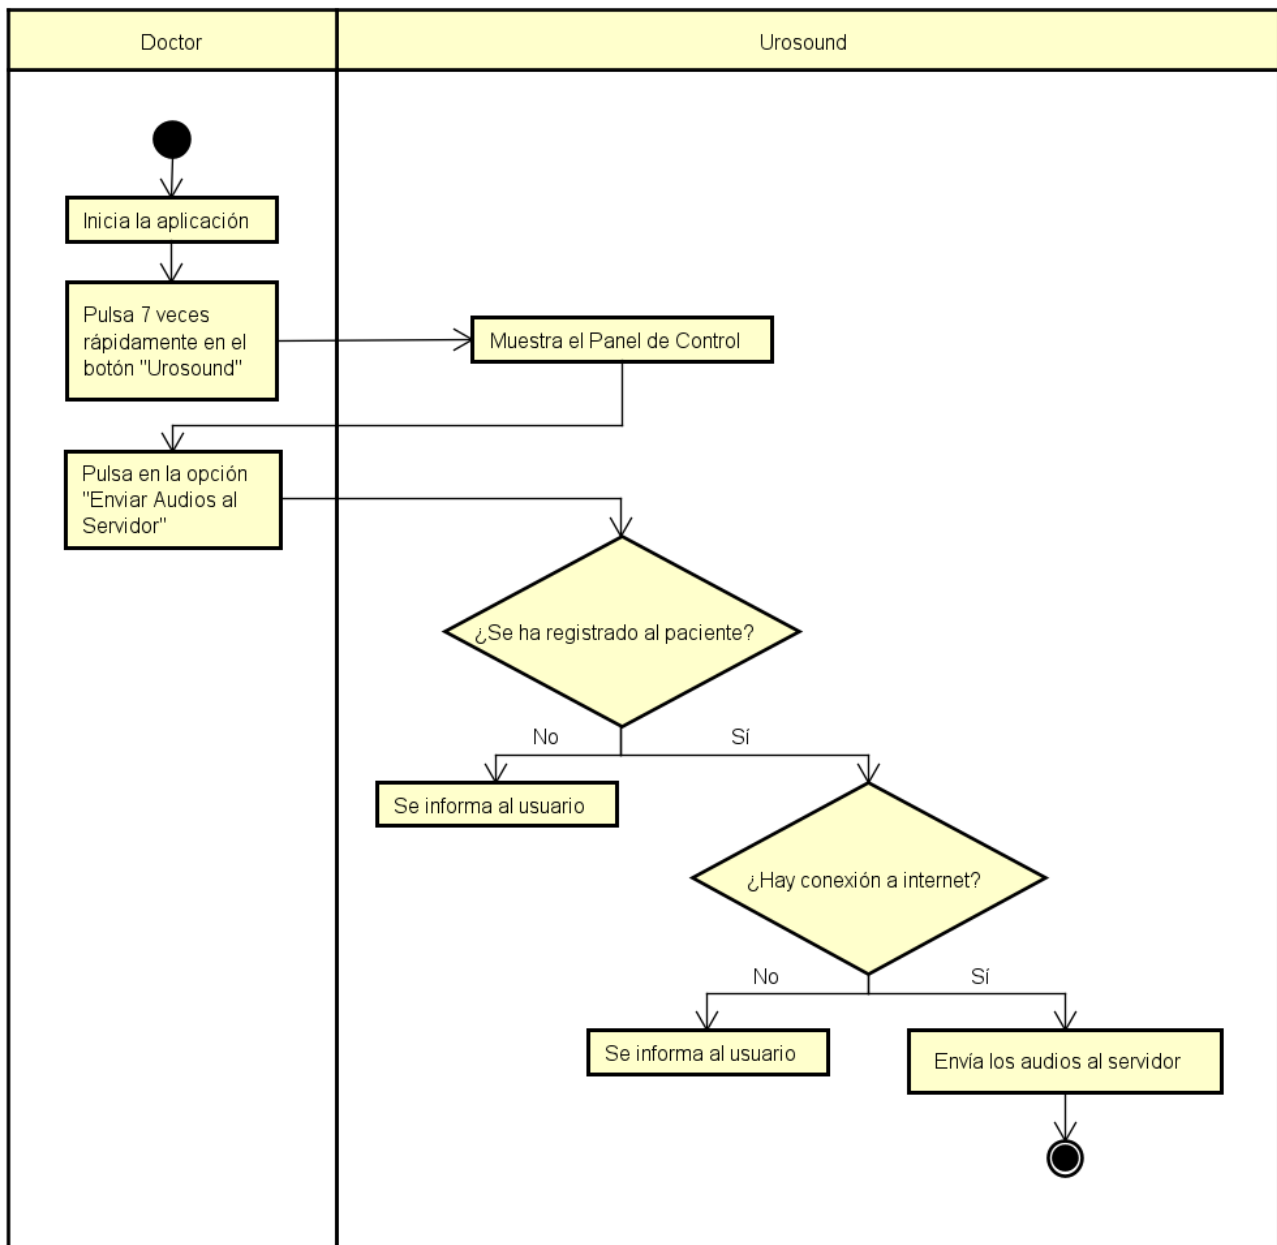 Doctor
Urosound
Inicia la aplicación
Pulsa 7 veces
rápidamente en el
botón "Urosound"
Muestra el Panel de Control
Pulsa en la opción
"Enviar Audios al
Servidor"
¿Se ha registrado al paciente?
No
Sí
Se informa al usuario
¿Hay conexión a internet?
No
Sí
Se informa al usuario
Envía los audios al servidor